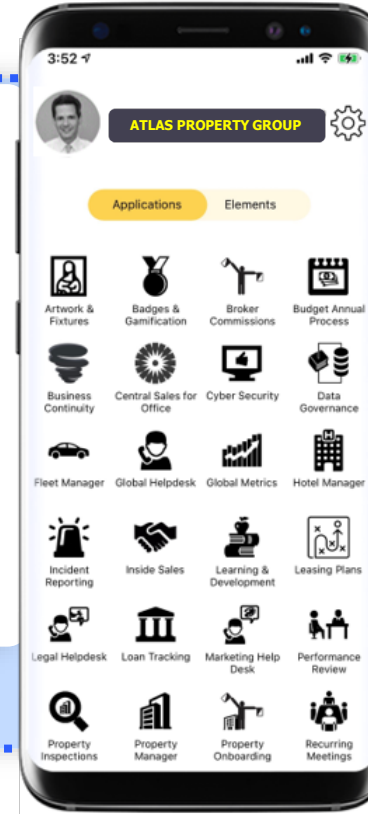 3:52
ATLAS PROPERTY GROUP
Applications
Elements
Artwork &
Fixtures
Badges &
Gamification
Broker
Commissions
Budget Annual
Process
Business
Continuity
Central Sales for
Office
Cyber Security
Data
Governance
Fleet Manager
Global Helpdesk
Global Metrics
Hotel Manager
Incident
Reporting
Inside Sales
Learning &
Development
Leasing Plans
Legal Helpdesk
Loan Tracking
Marketing Help
Desk
Performance
Review
Property
Inspections
Property
Manager
Property
Onboarding
Recurring
Meetings